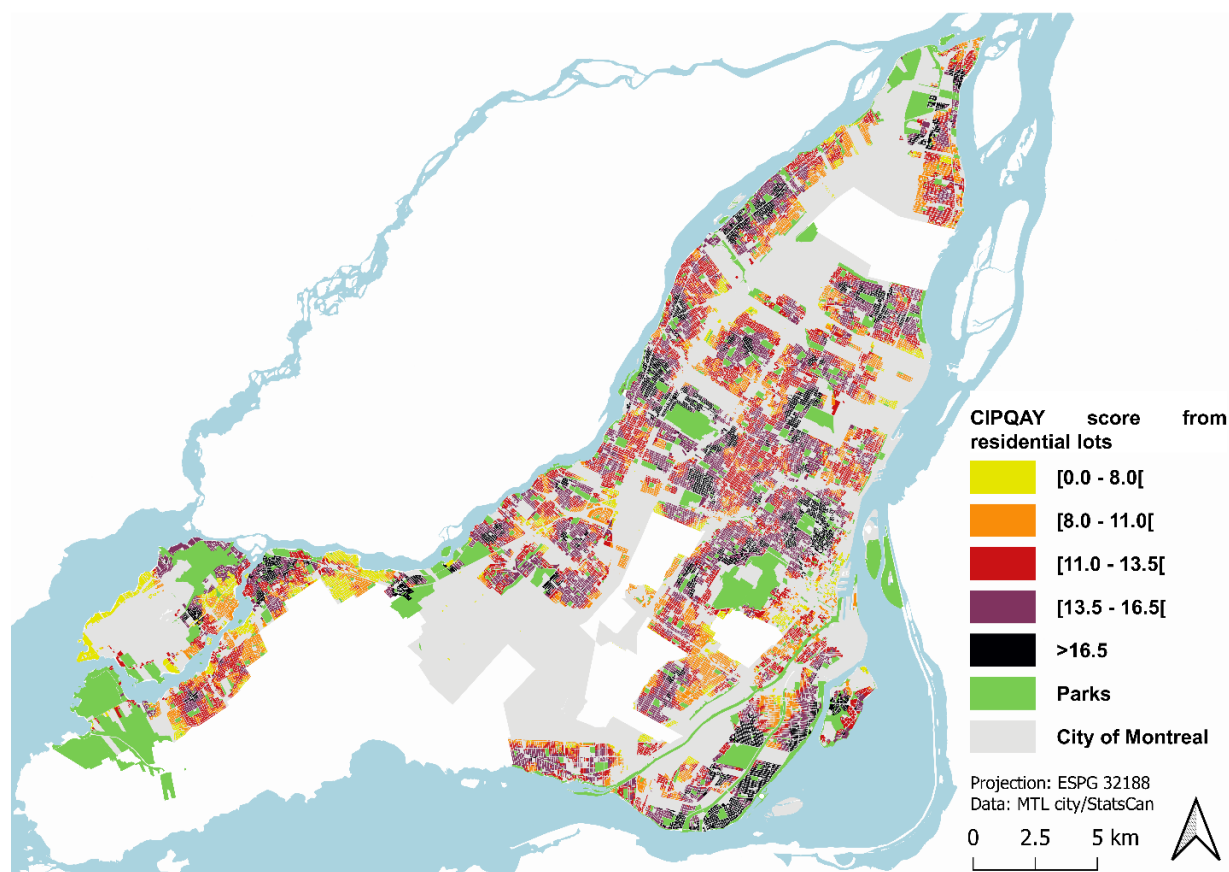 CIPQAY score from
residential lots
[0.0 - 8.0[
[8.0 - 11.0[
[11.0 - 13.5[
[13.5 - 16.5[
>16.5
Parks
City of Montreal
Projection: ESPG 32188
Data: MTL city/StatsCan
0 2.5 5 km